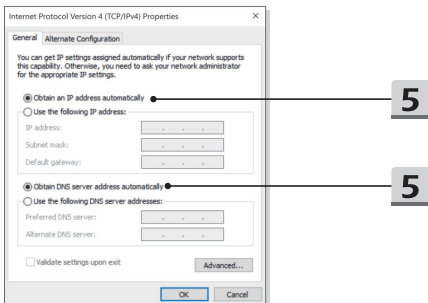 Internet Protocol Version 4 (TCP/IPv4) Properties
General Alternate Configuration
You can get IP settings assigned automatically if your network supports
this capability. Otherwise, you need to ask your network administrator
for the appropriate IP settings.
Obtain an IP address automatically
5
Use the following IP address:
IP address:
Subnet mask:
Default gateway:
Obtain DNS server address automatically
5
Use the following DNS server addresses:
Preferred DNS server:
Alternate DNS server:
Validate settings upon exit
Advanced...
OK Cancel